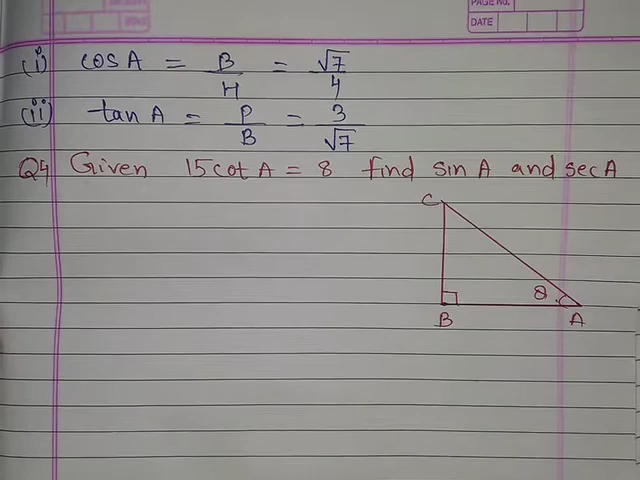 PAGE NO.
DATE
(i) cos A = B/H = √7/4
(ii) tan A = P/B = 3/√7
Q4 Given 15 cot A = 8 find sin A and sec A
C
θ
B A